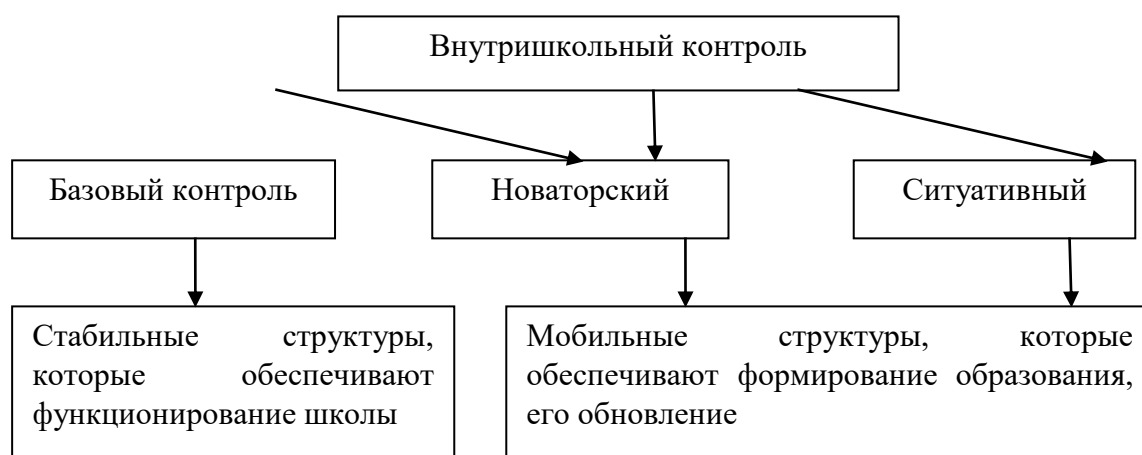 Внутришкольный контроль
Базовый контроль
Новаторский
Ситуативный
Стабильные структуры,
которые обеспечивают
функционирование школы
Мобильные структуры, которые
обеспечивают формирование образования,
его обновление